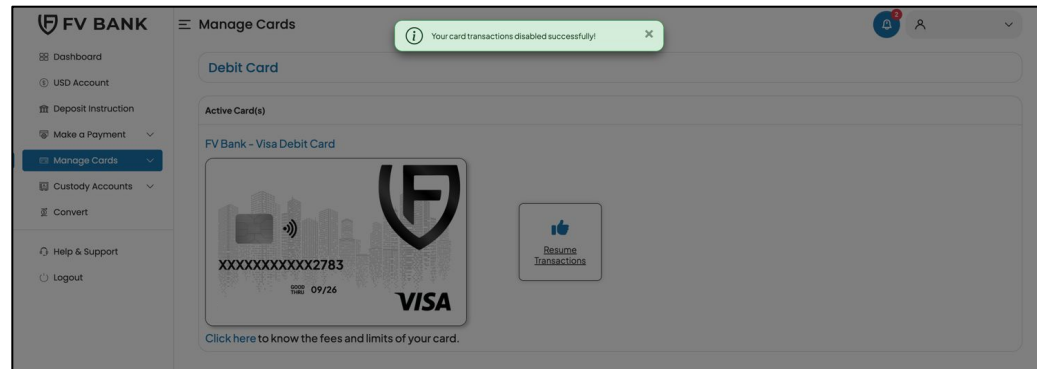 FV BANK
Manage Cards
Your card transactions disabled successfully!
2
Dashboard
USD Account
Deposit Instruction
Make a Payment
Manage Cards
Custody Accounts
Convert
Help & Support
Logout
Debit Card
Active Card(s)
FV Bank - Visa Debit Card
XXXXXXXXXXXX2783
GOOD
THRU 09/26
VISA
Resume
Transactions
Click here to know the fees and limits of your card.